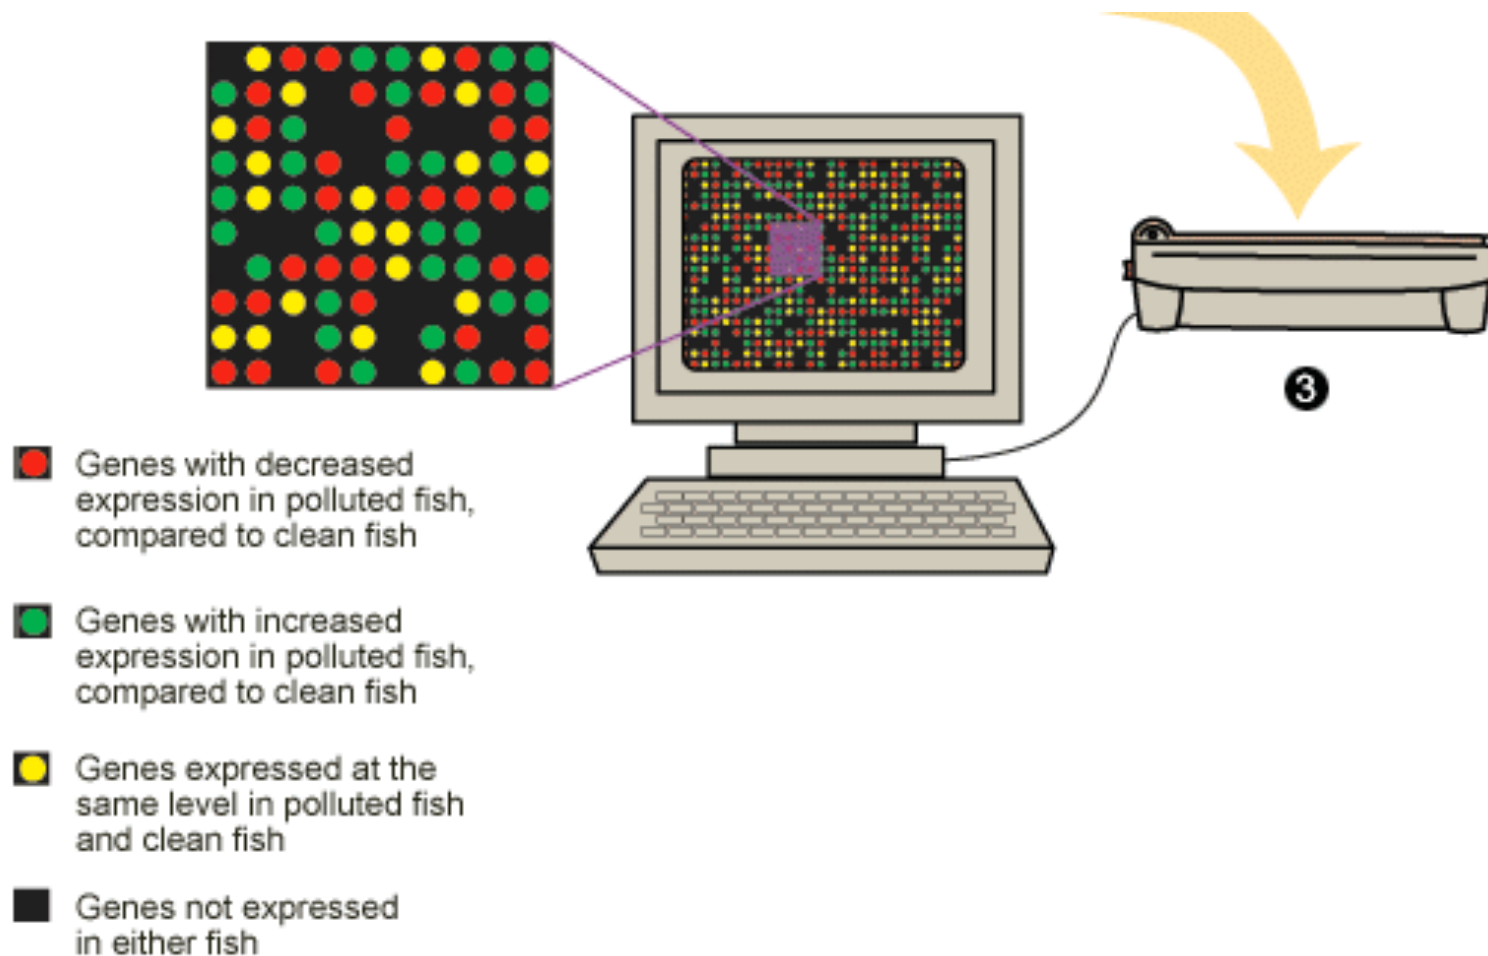 3
Genes with decreased
expression in polluted fish,
compared to clean fish
Genes with increased
expression in polluted fish,
compared to clean fish
Genes expressed at the
same level in polluted fish
and clean fish
Genes not expressed
in either fish